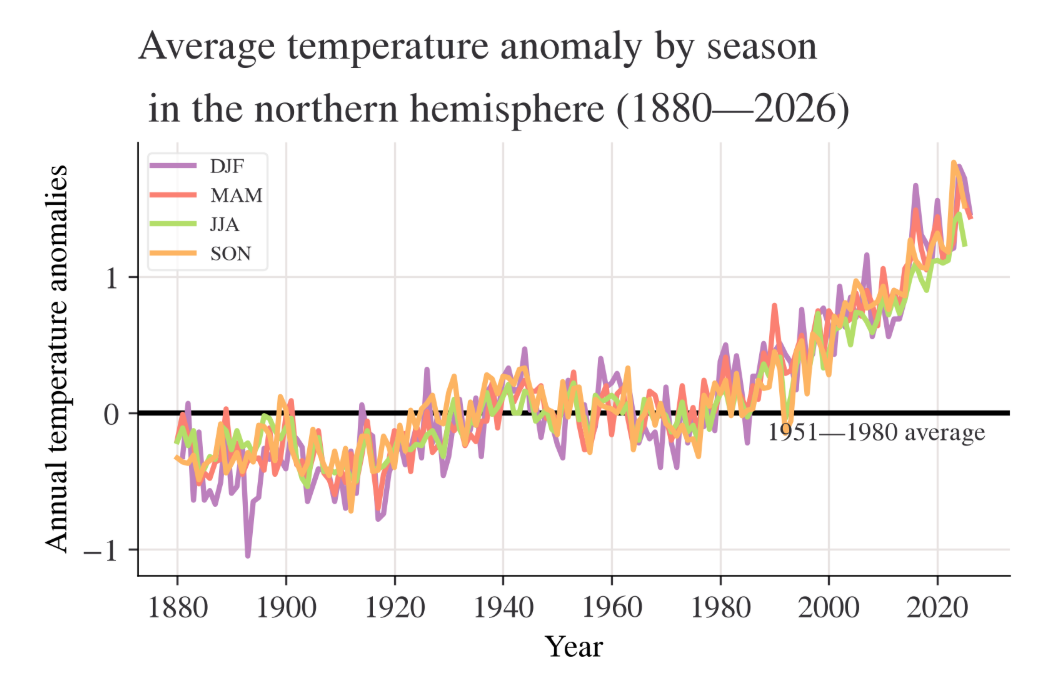 Average temperature anomaly by season
in the northern hemisphere (1880—2026)
DJF
MAM
JJA
SON
Annual temperature anomalies
1
0
−1
1951—1980 average
1880 1900 1920 1940 1960 1980 2000 2020
Year